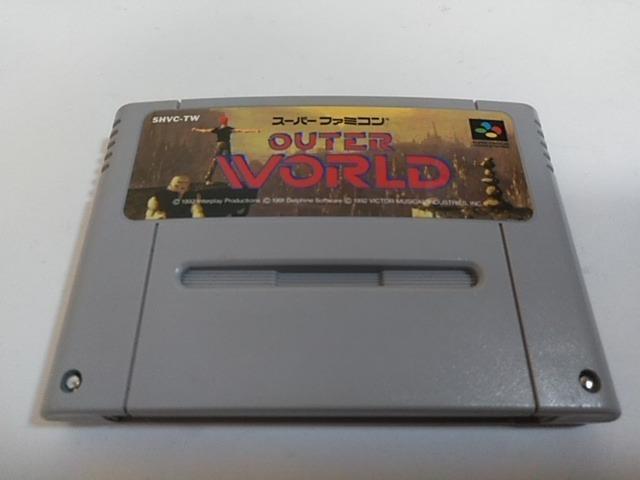 SHVC-TW
スーパーファミコン
OUTER
WORLD
© 1992 Interplay Productions © 1991 Delphine Software © 1992 VICTOR MUSICAL INDUSTRIES, INC.